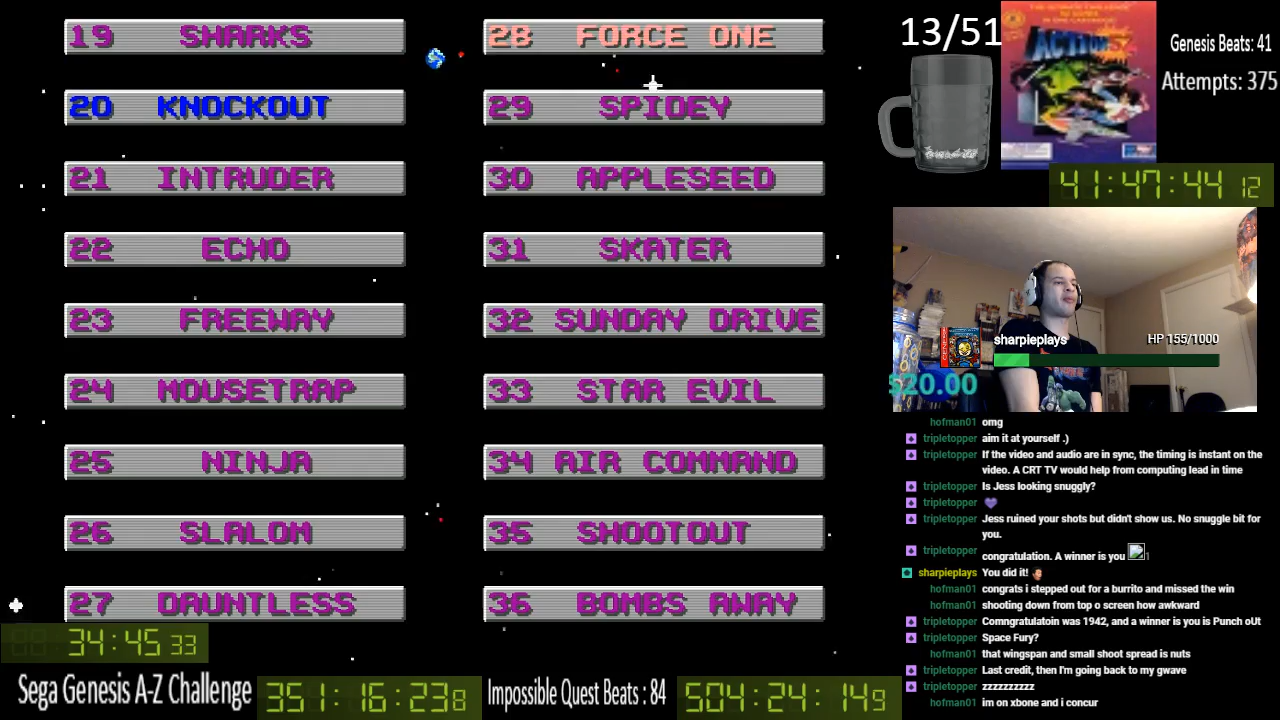 19 SHARKS
20 KNOCKOUT
21 INTRUDER
22 ECHO
23 FREEWAY
24 MOUSETRAP
25 NINJA
26 SLALOM
27 DAUNTLESS
28 FORCE ONE
29 SPIDEY
30 APPLESEED
31 SKATER
32 SUNDAY DRIVE
33 STAR EVIL
34 AIR COMMAND
35 SHOOTOUT
36 BOMBS AWAY
34:45 33
Sega Genesis A-Z Challenge
351:16:23 8
Impossible Quest Beats : 84
504:24:14 9
13/51
ACTION 52
Genesis Beats: 41
Attempts: 375
41:47:44 12
sharpieplays
HP 155/1000
$20.00
hofman01 omg
tripletopper aim it at yourself .)
tripletopper If the video and audio are in sync, the timing is instant on the
video. A CRT TV would help from computing lead in time
tripletopper Is Jess looking snuggly?
tripletopper 💜
tripletopper Jess ruined your shots but didn't show us. No snuggle bit for
you.
tripletopper congratulation. A winner is you
sharpieplays You did it!
hofman01 congrats i stepped out for a burrito and missed the win
hofman01 shooting down from top o screen how awkward
tripletopper Comngratulatoin was 1942, and a winner is you is Punch oUt
tripletopper Space Fury?
hofman01 that wingspan and small shoot spread is nuts
tripletopper Last credit, then I'm going back to my gwave
tripletopper zzzzzzzzzz
hofman01 im on xbone and i concur